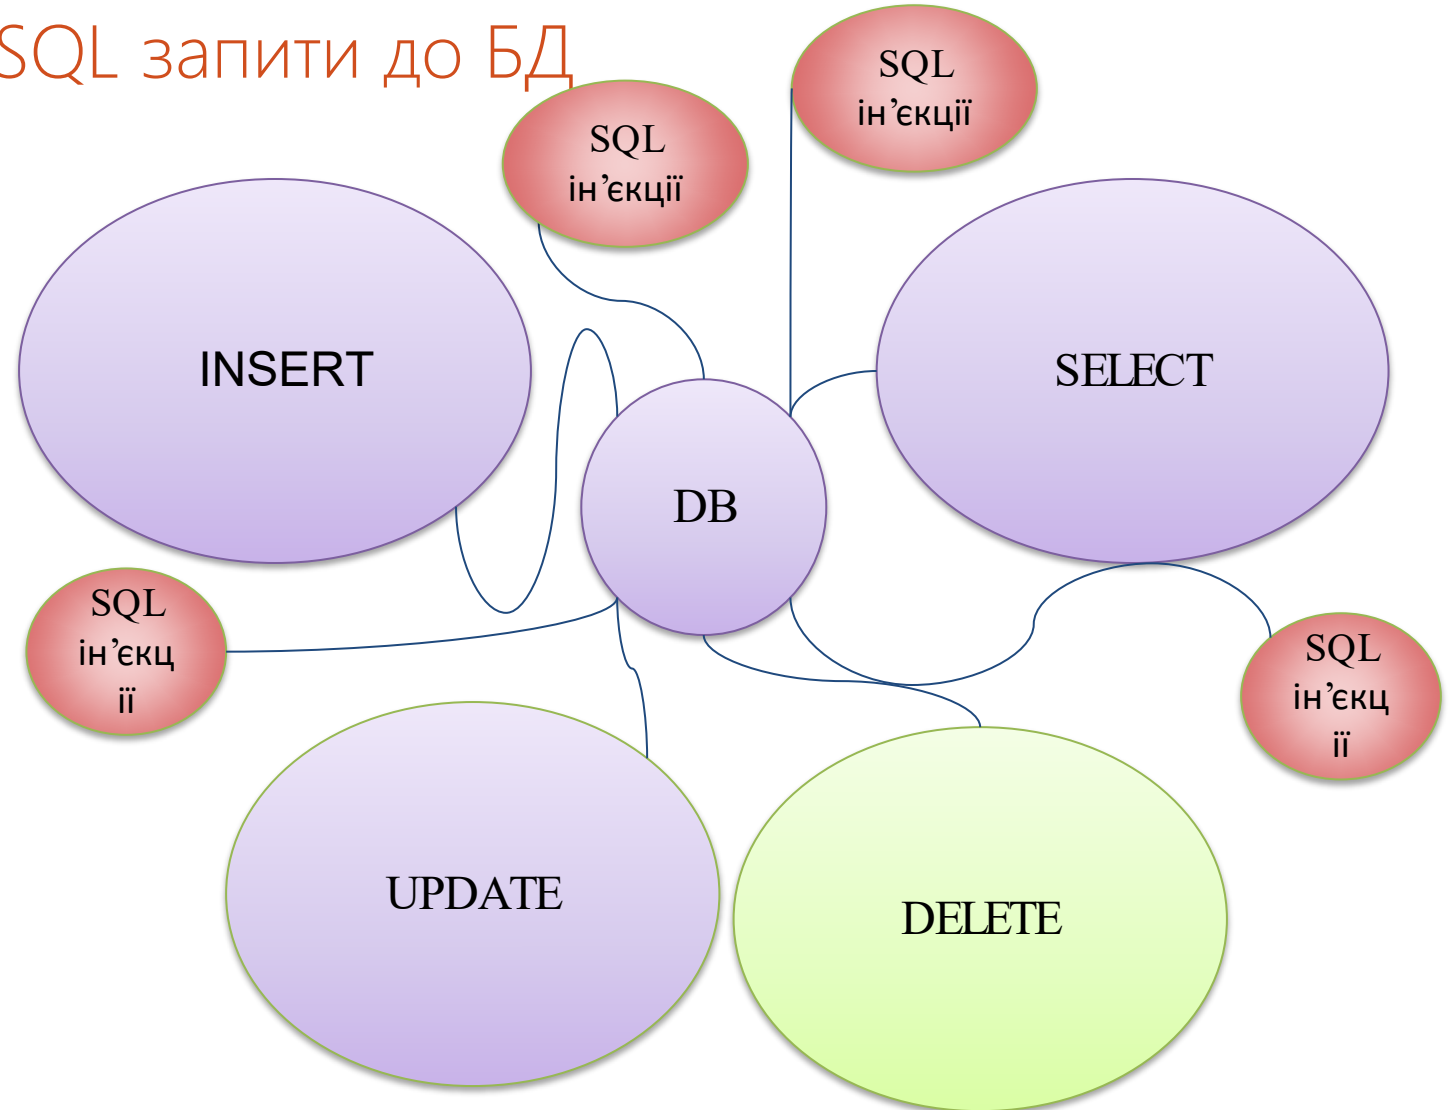 SQL запити до БД
SQL
ін’єкції
SQL
ін’єкції
INSERT
SELECT
DB
SQL
ін’єкц
ії
SQL
ін’єкц
ії
UPDATE
DELETE